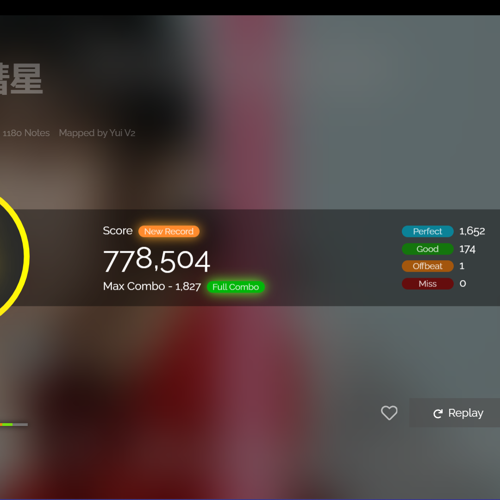 彗星
1180 Notes Mapped by Yui V2
Score New Record
778,504
Max Combo - 1,827 Full Combo
Perfect 1,652
Good 174
Offbeat 1
Miss 0
Replay